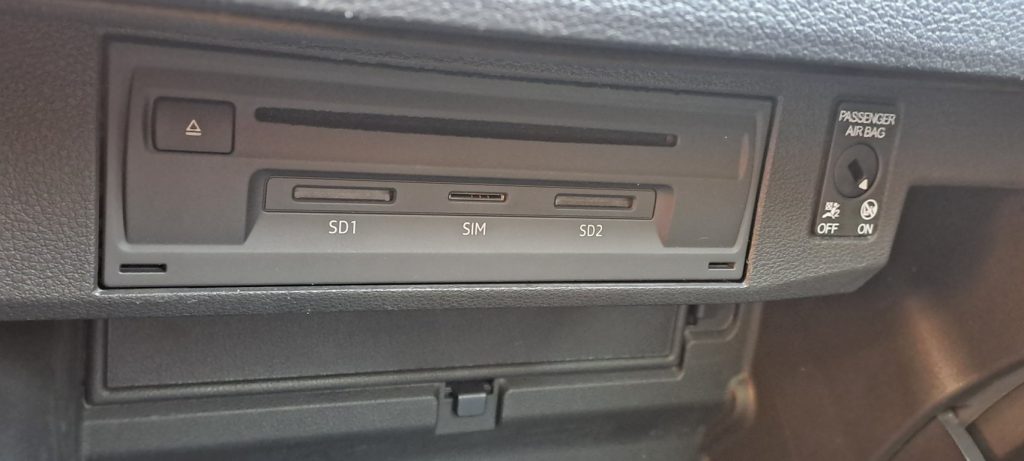 SD1
SIM
SD2
PASSENGER
AIR BAG
OFF
ON